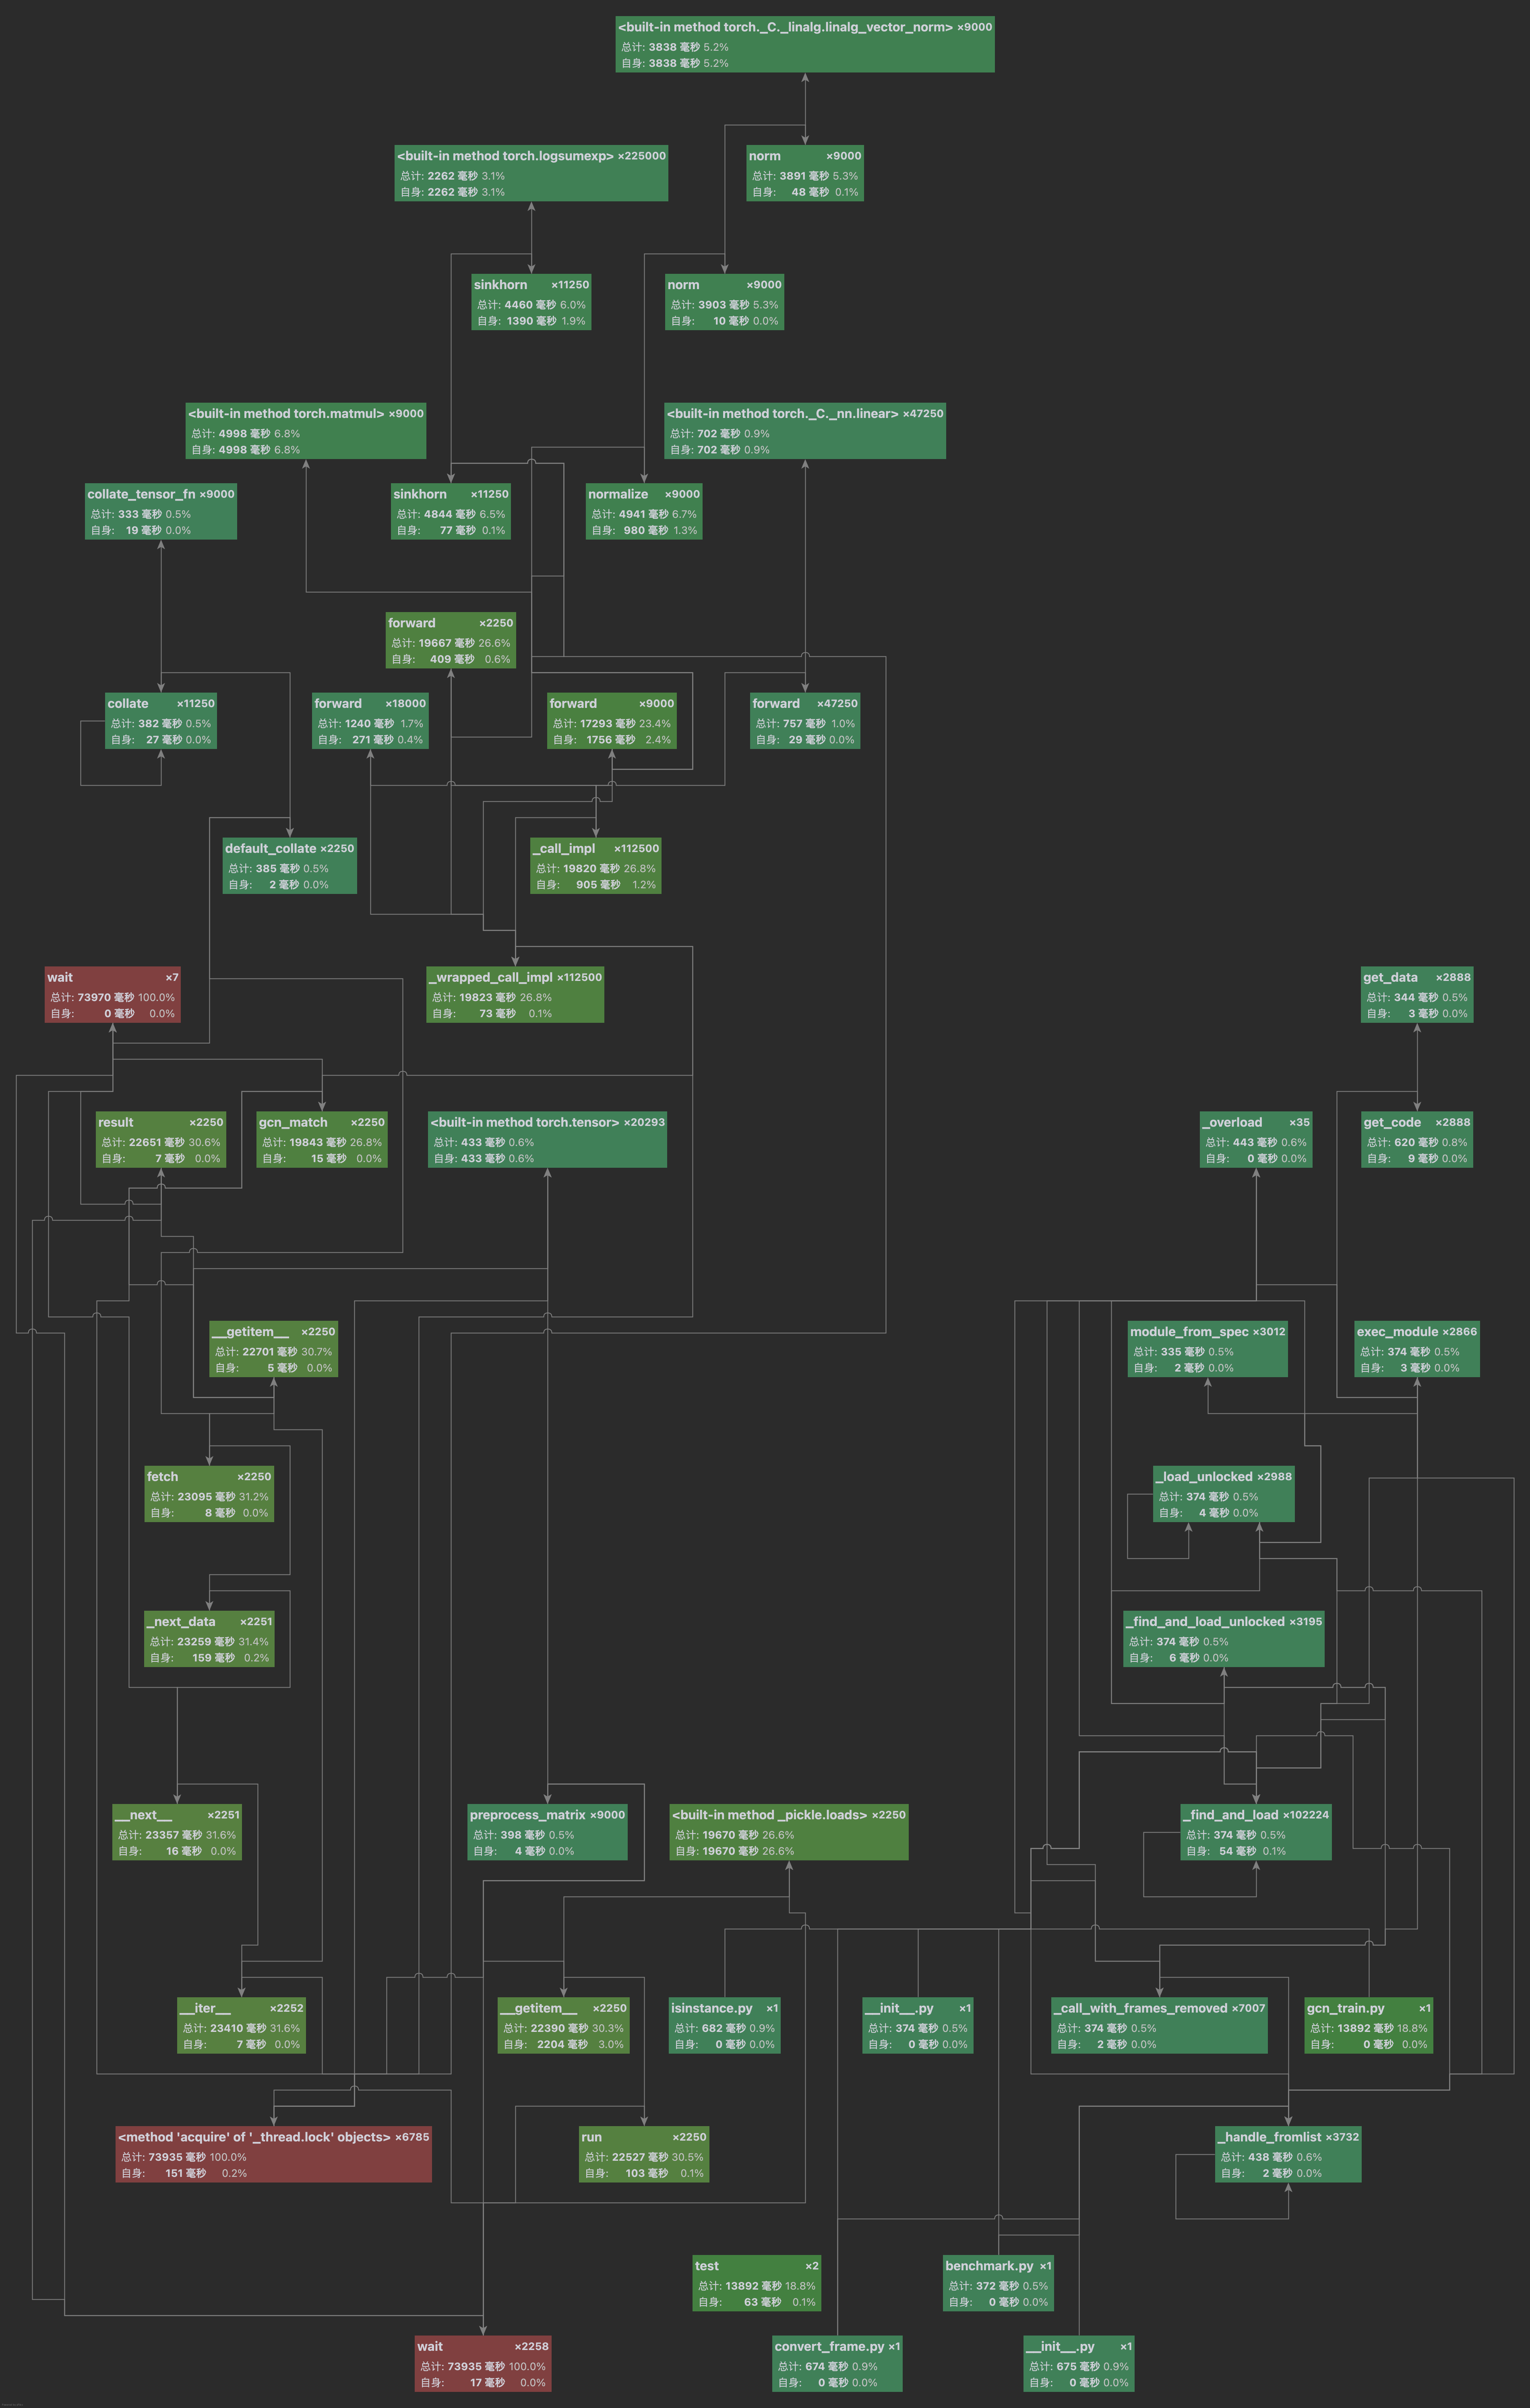 <built-in method torch._C._linalg.linalg_vector_norm> ×9000
总计: 3838 毫秒 5.2%
自身: 3838 毫秒 5.2%
<built-in method torch.logsumexp> ×225000
总计: 2262 毫秒 3.1%
自身: 2262 毫秒 3.1%
norm ×9000
总计: 3891 毫秒 5.3%
自身: 48 毫秒 0.1%
sinkhorn ×11250
总计: 4460 毫秒 6.0%
自身: 1390 毫秒 1.9%
norm ×9000
总计: 3903 毫秒 5.3%
自身: 10 毫秒 0.0%
<built-in method torch.matmul> ×9000
总计: 4998 毫秒 6.8%
自身: 4998 毫秒 6.8%
<built-in method torch._C._nn.linear> ×47250
总计: 702 毫秒 0.9%
自身: 702 毫秒 0.9%
collate_tensor_fn ×9000
总计: 333 毫秒 0.5%
自身: 19 毫秒 0.0%
sinkhorn ×11250
总计: 4844 毫秒 6.5%
自身: 77 毫秒 0.1%
normalize ×9000
总计: 4941 毫秒 6.7%
自身: 980 毫秒 1.3%
forward ×2250
总计: 19667 毫秒 26.6%
自身: 409 毫秒 0.6%
collate ×11250
总计: 382 毫秒 0.5%
自身: 27 毫秒 0.0%
forward ×18000
总计: 1240 毫秒 1.7%
自身: 271 毫秒 0.4%
forward ×9000
总计: 17293 毫秒 23.4%
自身: 1756 毫秒 2.4%
forward ×47250
总计: 757 毫秒 1.0%
自身: 29 毫秒 0.0%
default_collate ×2250
总计: 385 毫秒 0.5%
自身: 2 毫秒 0.0%
_call_impl ×112500
总计: 19820 毫秒 26.8%
自身: 905 毫秒 1.2%
wait ×7
总计: 73970 毫秒 100.0%
自身: 0 毫秒 0.0%
_wrapped_call_impl ×112500
总计: 19823 毫秒 26.8%
自身: 73 毫秒 0.1%
get_data ×2888
总计: 344 毫秒 0.5%
自身: 3 毫秒 0.0%
result ×2250
总计: 22651 毫秒 30.6%
自身: 7 毫秒 0.0%
gcn_match ×2250
总计: 19843 毫秒 26.8%
自身: 15 毫秒 0.0%
<built-in method torch.tensor> ×20293
总计: 433 毫秒 0.6%
自身: 433 毫秒 0.6%
_overload ×35
总计: 443 毫秒 0.6%
自身: 0 毫秒 0.0%
get_code ×2888
总计: 620 毫秒 0.8%
自身: 9 毫秒 0.0%
__getitem__ ×2250
总计: 22701 毫秒 30.7%
自身: 5 毫秒 0.0%
module_from_spec ×3012
总计: 335 毫秒 0.5%
自身: 2 毫秒 0.0%
exec_module ×2866
总计: 374 毫秒 0.5%
自身: 3 毫秒 0.0%
fetch ×2250
总计: 23095 毫秒 31.2%
自身: 8 毫秒 0.0%
_load_unlocked ×2988
总计: 374 毫秒 0.5%
自身: 4 毫秒 0.0%
_next_data ×2251
总计: 23259 毫秒 31.4%
自身: 159 毫秒 0.2%
_find_and_load_unlocked ×3195
总计: 374 毫秒 0.5%
自身: 6 毫秒 0.0%
__next__ ×2251
总计: 23357 毫秒 31.6%
自身: 16 毫秒 0.0%
preprocess_matrix ×9000
总计: 398 毫秒 0.5%
自身: 4 毫秒 0.0%
<built-in method _pickle.loads> ×2250
总计: 19670 毫秒 26.6%
自身: 19670 毫秒 26.6%
_find_and_load ×102224
总计: 374 毫秒 0.5%
自身: 54 毫秒 0.1%
__iter__ ×2252
总计: 23410 毫秒 31.6%
自身: 7 毫秒 0.0%
__getitem__ ×2250
总计: 22390 毫秒 30.3%
自身: 2204 毫秒 3.0%
isinstance.py ×1
总计: 682 毫秒 0.9%
自身: 0 毫秒 0.0%
__init__.py ×1
总计: 374 毫秒 0.5%
自身: 0 毫秒 0.0%
_call_with_frames_removed ×7007
总计: 374 毫秒 0.5%
自身: 2 毫秒 0.0%
gcn_train.py ×1
总计: 13892 毫秒 18.8%
自身: 0 毫秒 0.0%
<method 'acquire' of '_thread.lock' objects> ×6785
总计: 73935 毫秒 100.0%
自身: 151 毫秒 0.2%
run ×2250
总计: 22527 毫秒 30.5%
自身: 103 毫秒 0.1%
_handle_fromlist ×3732
总计: 438 毫秒 0.6%
自身: 2 毫秒 0.0%
test ×2
总计: 13892 毫秒 18.8%
自身: 63 毫秒 0.1%
benchmark.py ×1
总计: 372 毫秒 0.5%
自身: 0 毫秒 0.0%
wait ×2258
总计: 73935 毫秒 100.0%
自身: 17 毫秒 0.0%
convert_frame.py ×1
总计: 674 毫秒 0.9%
自身: 0 毫秒 0.0%
__init__.py ×1
总计: 675 毫秒 0.9%
自身: 0 毫秒 0.0%